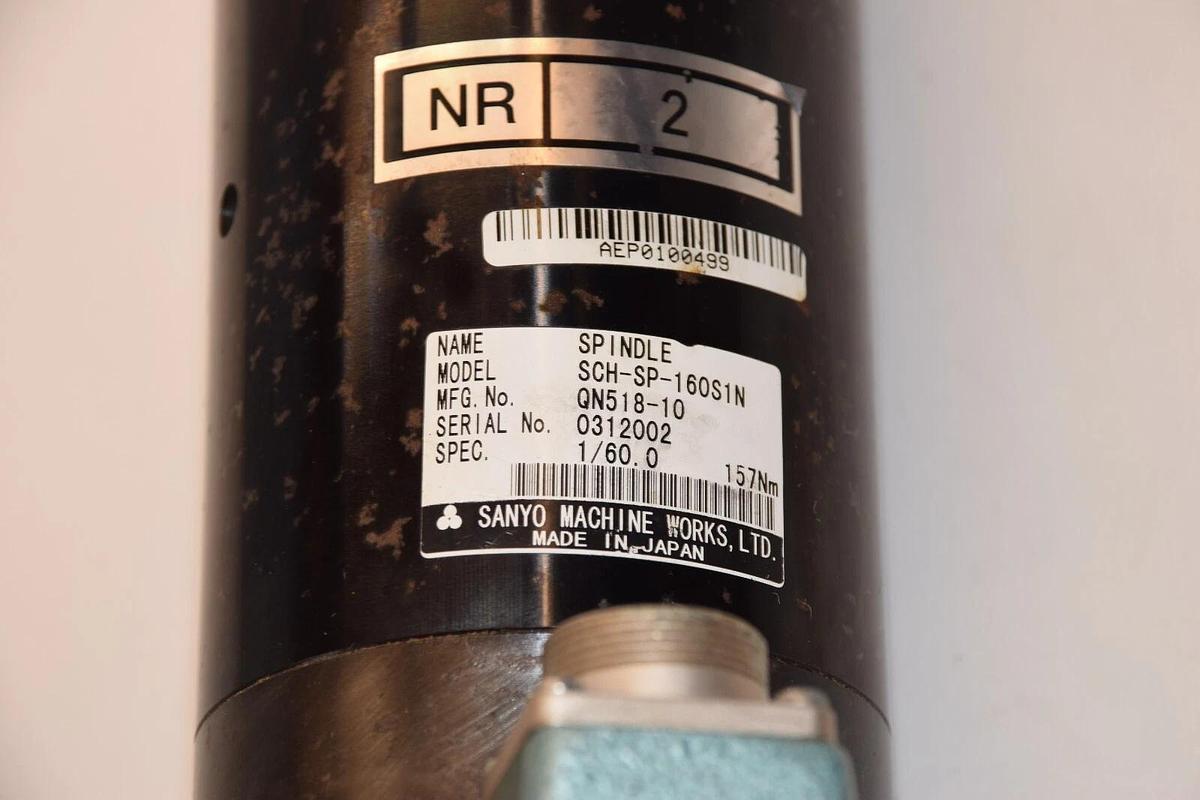 NR 2
AEP0100499
NAME SPINDLE
MODEL SCH-SP-160S1N
MFG. No. QN518-10
SERIAL No. 0312002
SPEC. 1/60.0 157Nm
SANYO MACHINE WORKS, LTD.
MADE IN JAPAN